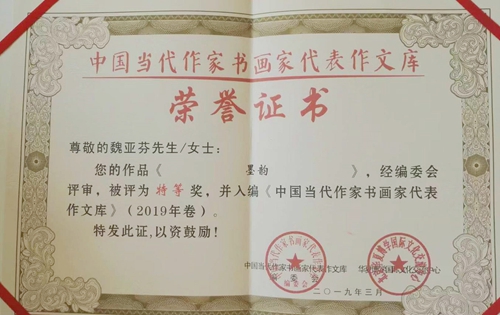 中国当代作家书画家代表作文库
荣誉证书
尊敬的魏亚芬先生/女士：
您的作品《 墨韵 》，经编委会
评审，被评为特等奖，并入编《中国当代作家书画家代表
作文库》（2019年卷）。
特发此证，以资鼓励！
中国当代作家书画家代表作文库
委 会
二〇一九年三月